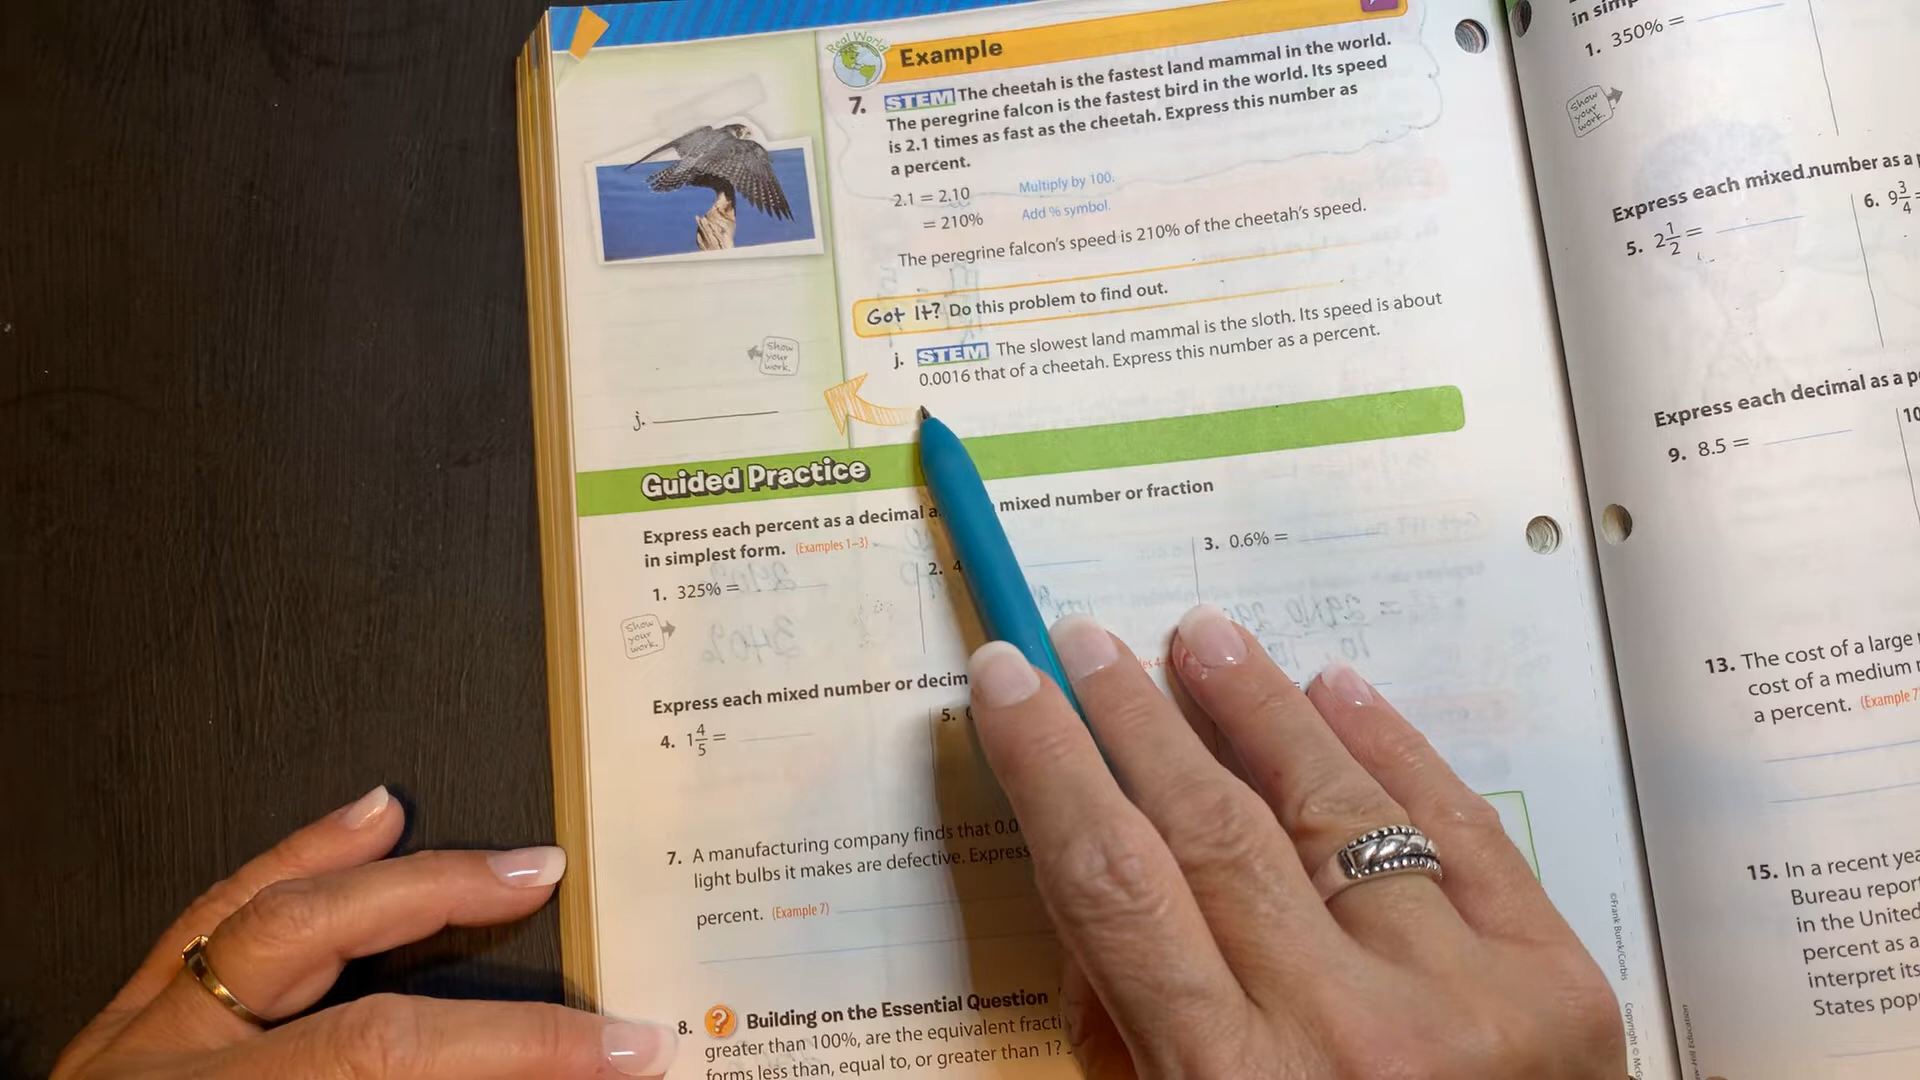 Real World
Example
7. STEM The cheetah is the fastest land mammal in the world.
The peregrine falcon is the fastest bird in the world. Its speed
is 2.1 times as fast as the cheetah. Express this number as
a percent.
2.1 = 2.10 Multiply by 100.
= 210% Add % symbol.
The peregrine falcon's speed is 210% of the cheetah's speed.
Got It? Do this problem to find out.
j. STEM The slowest land mammal is the sloth. Its speed is about
0.0016 that of a cheetah. Express this number as a percent.
Show
your
work.
j.
Guided Practice
Express each percent as a decimal mixed number or fraction
in simplest form. (Examples 1–3)
1. 325% =
2. 4
3. 0.6% =
Show
your
work.
Express each mixed number or
4. 1 4/5 =
5.
7. A manufacturing company finds that
light bulbs it makes are defective. Express
percent. (Example 7)
8. ? Building on the Essential Question
greater than 100%, are the equivalent
forms less than, equal to, or greater than 1?
©Frank Burek/Corbis
1. 350% =
Show
your
work.
Express each mixed number as a
5. 2 1/2 =
6. 9 3/4 =
Express each decimal as a
9. 8.5 =
10
13. The cost of a large
cost of a medium
a percent. (Example 7
15. In a recent
Bureau
in the United
percent as a
interpret its
States